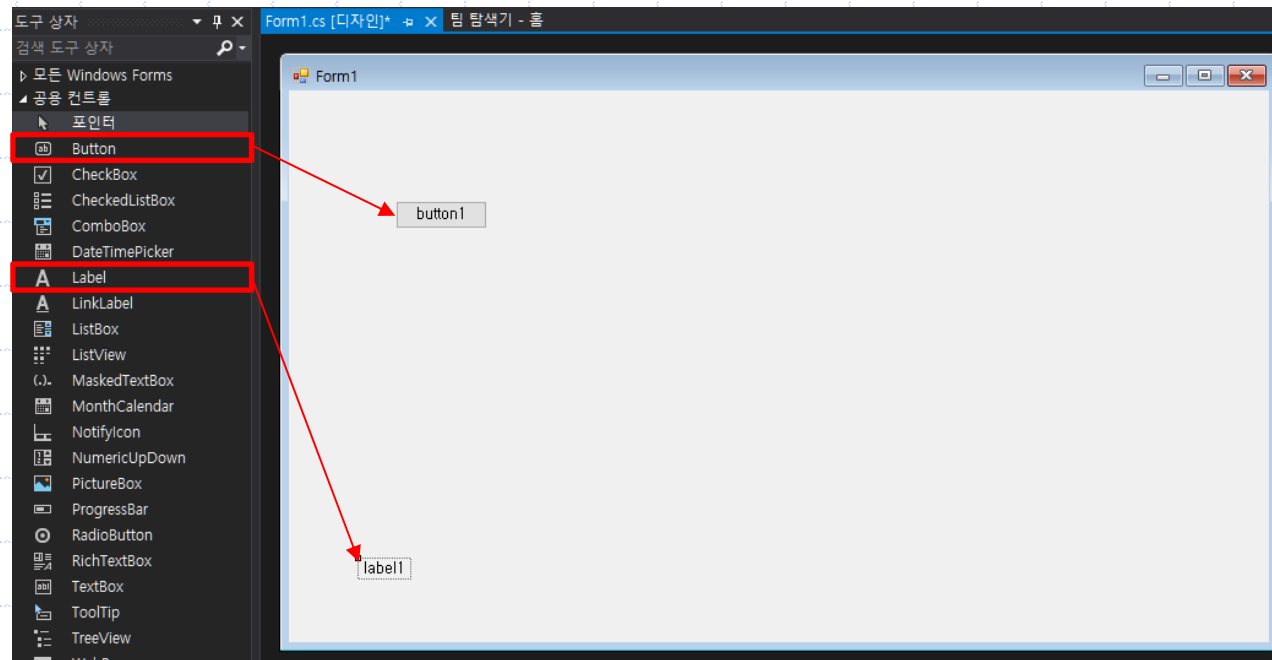 도구 상자
Form1.cs [디자인]*
팀 탐색기 - 홈
검색 도구 상자
모든 Windows Forms
공용 컨트롤
포인터
Button
CheckBox
CheckedListBox
ComboBox
DateTimePicker
Label
LinkLabel
ListBox
ListView
MaskedTextBox
MonthCalendar
NotifyIcon
NumericUpDown
PictureBox
ProgressBar
RadioButton
RichTextBox
TextBox
ToolTip
TreeView
Form1
button1
label1